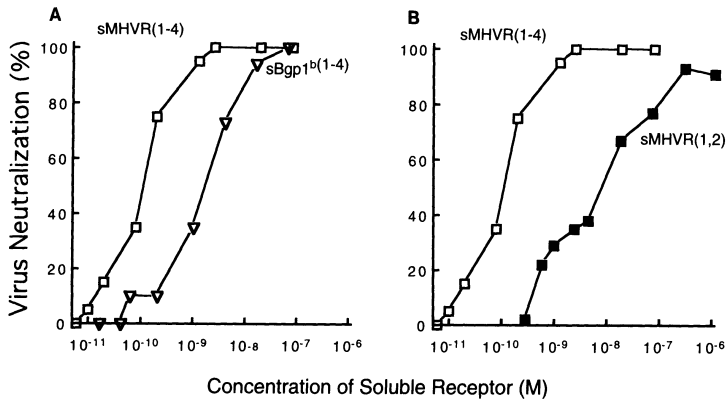 A
sMHVR(1-4)
sBgp1ᵇ(1-4)
Virus Neutralization (%)
100
80
60
40
20
0
10⁻¹¹ 10⁻¹⁰ 10⁻⁹ 10⁻⁸ 10⁻⁷ 10⁻⁶
B
sMHVR(1-4)
sMHVR(1,2)
100
80
60
40
20
0
10⁻¹¹ 10⁻¹⁰ 10⁻⁹ 10⁻⁸ 10⁻⁷ 10⁻⁶
Concentration of Soluble Receptor (M)